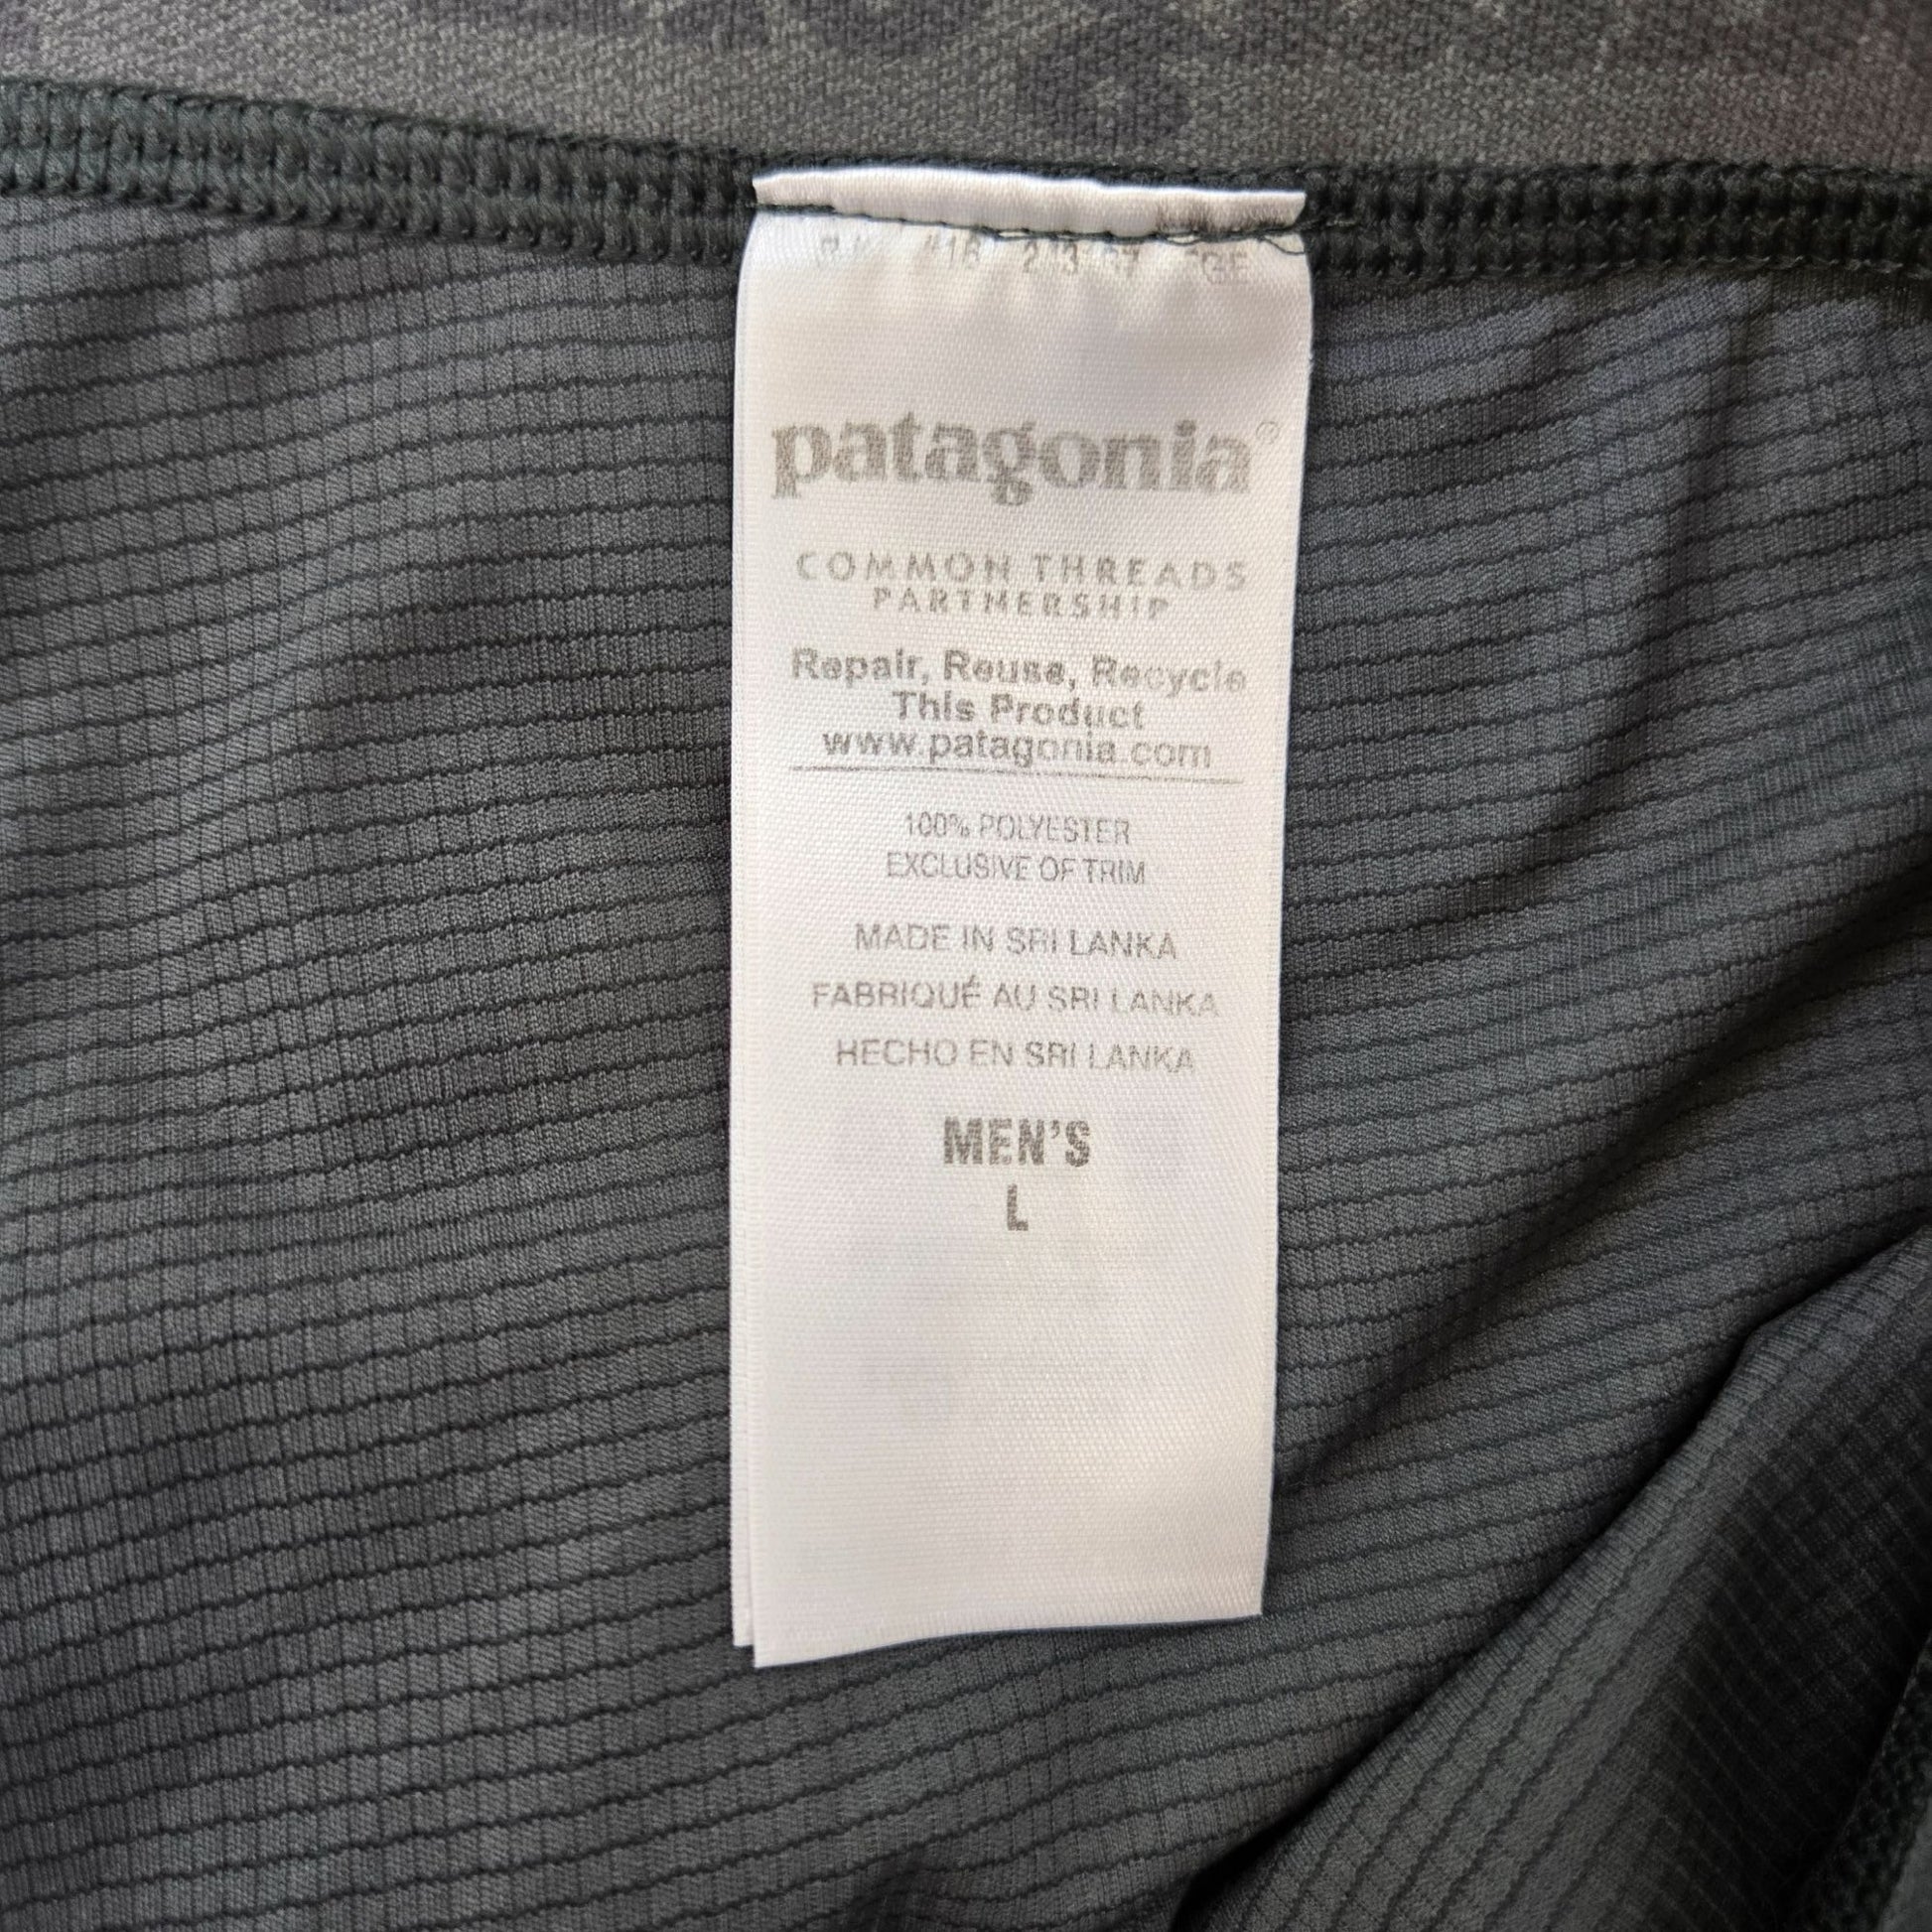 patagonia®
COMMON THREADS
PARTNERSHIP
Repair, Reuse, Recycle
This Product
www.patagonia.com
100% POLYESTER
EXCLUSIVE OF TRIM
MADE IN SRI LANKA
FABRIQUÉ AU SRI LANKA
HECHO EN SRI LANKA
MEN'S
L